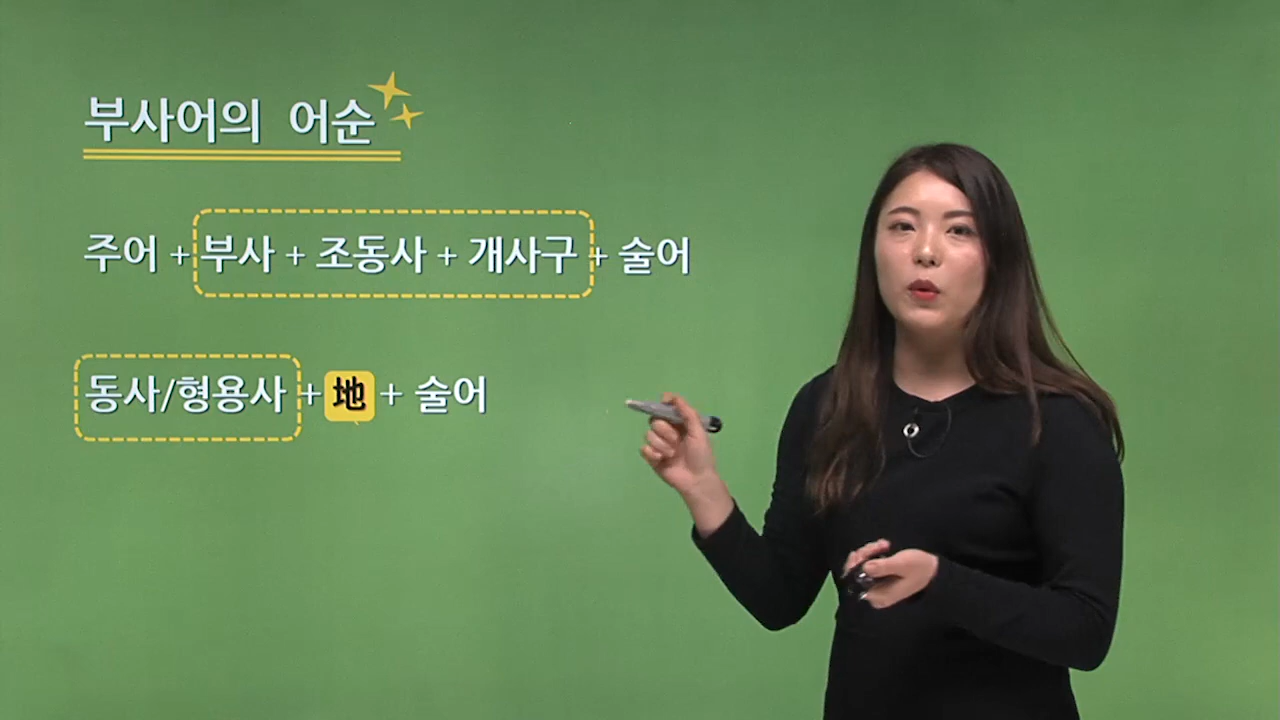 부사어의 어순
주어 + 부사 + 조동사 + 개사구 + 술어
동사/형용사 + 地 + 술어